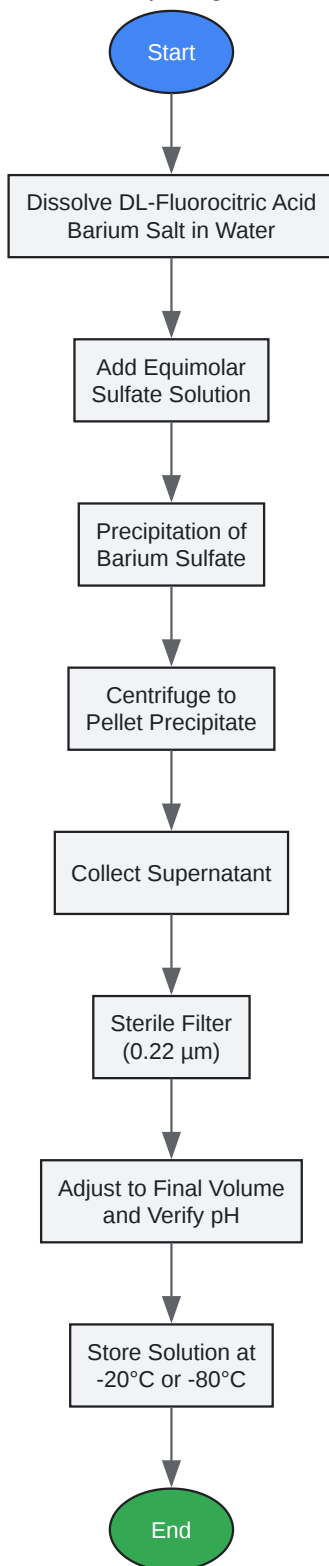 Start
Dissolve DL-Fluorocitric Acid
Barium Salt in Water
Add Equimolar
Sulfate Solution
Precipitation of
Barium Sulfate
Centrifuge to
Pellet Precipitate
Collect Supernatant
Sterile Filter
(0.22 µm)
Adjust to Final Volume
and Verify pH
Store Solution at
-20°C or -80°C
End